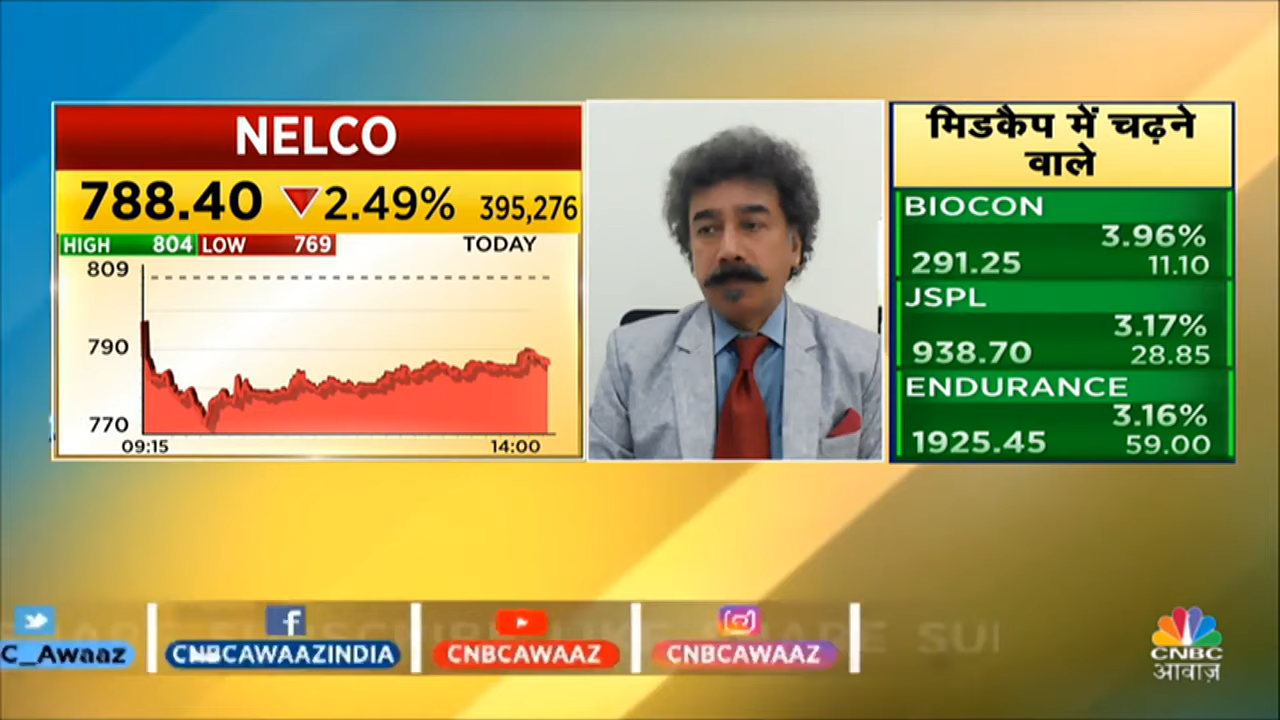 NELCO
788.40 ▼2.49% 395,276
HIGH 804 LOW 769 TODAY
809
790
770
09:15 14:00
मिडकैप में चढ़ने
वाले
BIOCON
3.96%
291.25 11.10
JSPL
3.17%
938.70 28.85
ENDURANCE
3.16%
1925.45 59.00
C_Awaaz CNBCAWAAZINDIA CNBCAWAAZ CNBCAWAAZ
CNBC
आवाज़